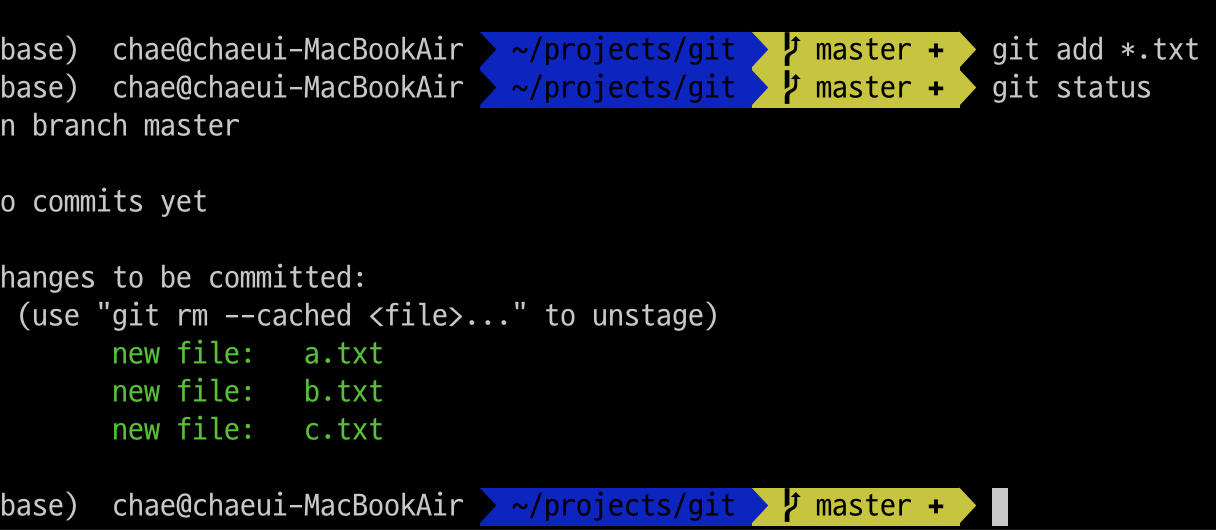 base) chae@chaeui-MacBookAir ~/projects/git master + git add *.txt
base) chae@chaeui-MacBookAir ~/projects/git master + git status
n branch master
o commits yet
hanges to be committed:
(use "git rm --cached <file>..." to unstage)
new file: a.txt
new file: b.txt
new file: c.txt
base) chae@chaeui-MacBookAir ~/projects/git master +